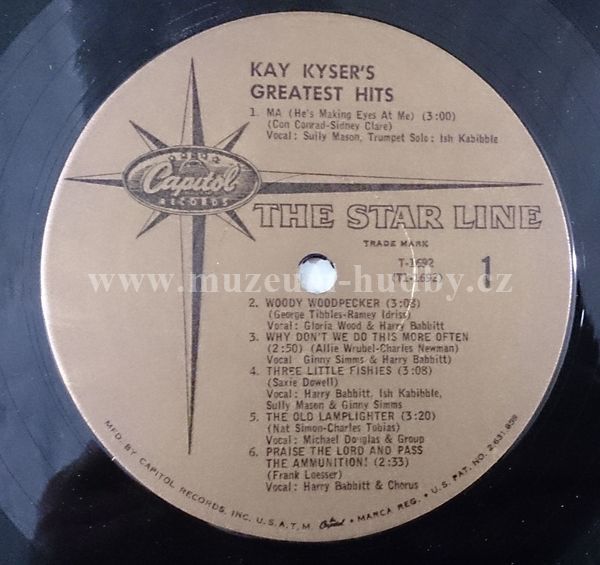 KAY KYSER'S
GREATEST HITS
1. MA (He's Making Eyes At Me) (3:00)
(Con Conrad-Sidney Clare)
Vocal: Sully Mason, Trumpet Solo: Ish Kabibble
Capitol
RECORDS
THE STAR LINE
TRADE MARK
T-1692
(T1-1692)
1
www.muzeum-hudby.cz
2. WOODY WOODPECKER (3:03)
(George Tibbles-Ramey Idriss)
Vocal: Gloria Wood & Harry Babbitt
3. WHY DON'T WE DO THIS MORE OFTEN
(2:50) (Allie Wrubel-Charles Newman)
Vocal: Ginny Simms & Harry Babbitt)
4. THREE LITTLE FISHIES (3:08)
(Saxie Dowell)
Vocal: Harry Babbitt, Ish Kabibble,
Sully Mason & Ginny Simms
5. THE OLD LAMPLIGHTER (3:20)
(Nat Simon-Charles Tobias)
Vocal: Michael Douglas & Group
6. PRAISE THE LORD AND PASS
THE AMMUNITION! (2:33)
(Frank Loesser)
Vocal: Harry Babbitt & Chorus
MFD. BY CAPITOL RECORDS, INC. U.S.A. T.M. Capitol • MARCA REG. • U.S. PAT. NO. 2,631,859